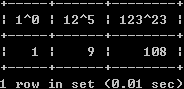 +-----+------+--------+
| 1^0 | 12^5 | 123^23 |
+-----+------+--------+
|   1 |    9 |    108 |
+-----+------+--------+
1 row in set (0.01 sec)